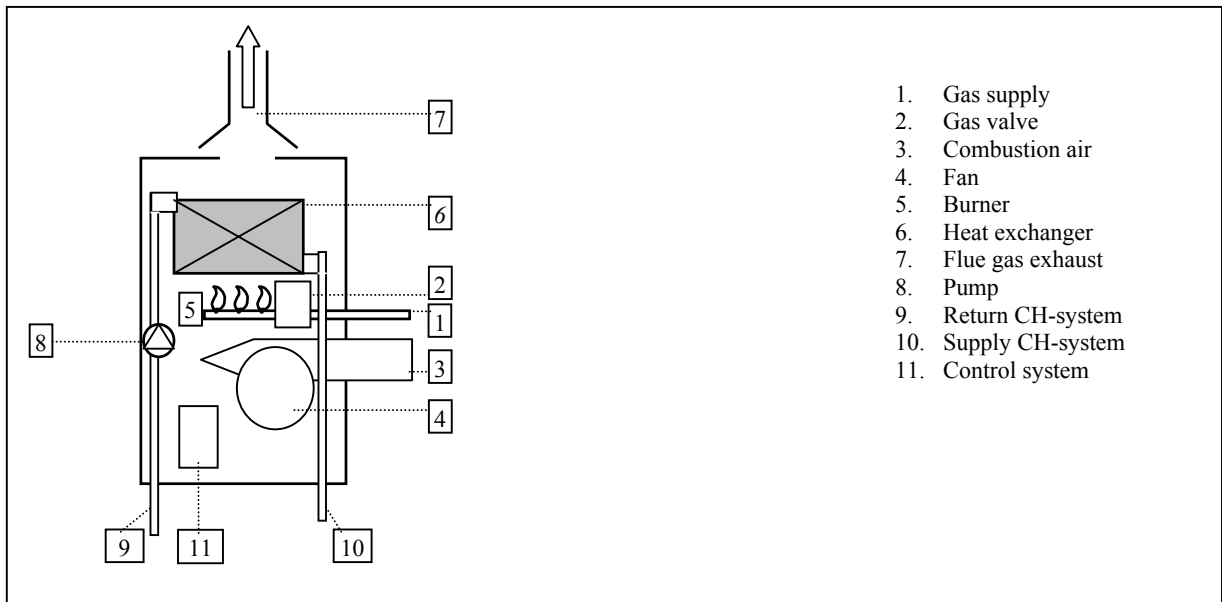 7
6
2
5
1
8
3
4
9
11
10
1. Gas supply
2. Gas valve
3. Combustion air
4. Fan
5. Burner
6. Heat exchanger
7. Flue gas exhaust
8. Pump
9. Return CH-system
10. Supply CH-system
11. Control system